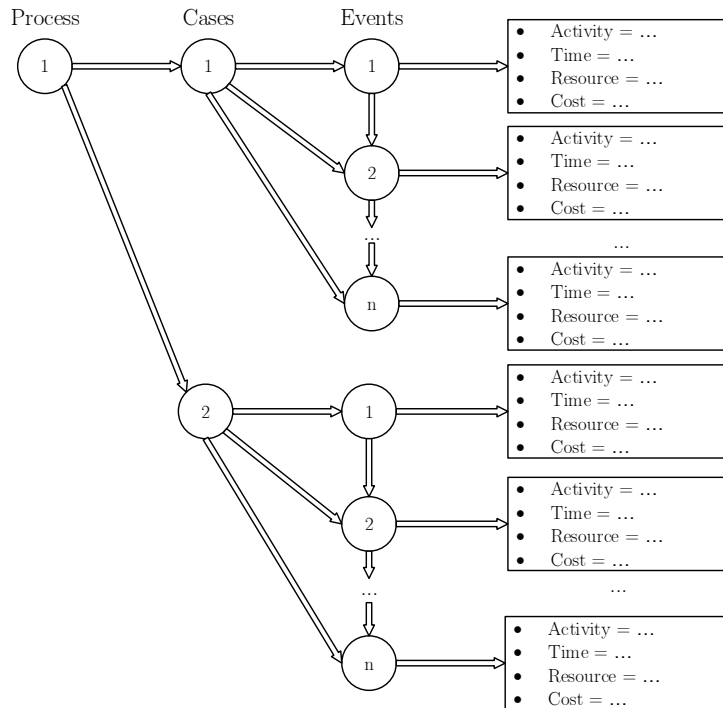 Process Cases Events
1 1 1
• Activity = ...
• Time = ...
• Resource = ...
• Cost = ...
2
• Activity = ...
• Time = ...
• Resource = ...
• Cost = ...
... ...
n
• Activity = ...
• Time = ...
• Resource = ...
• Cost = ...
2 1
• Activity = ...
• Time = ...
• Resource = ...
• Cost = ...
2
• Activity = ...
• Time = ...
• Resource = ...
• Cost = ...
... ...
n
• Activity = ...
• Time = ...
• Resource = ...
• Cost = ...